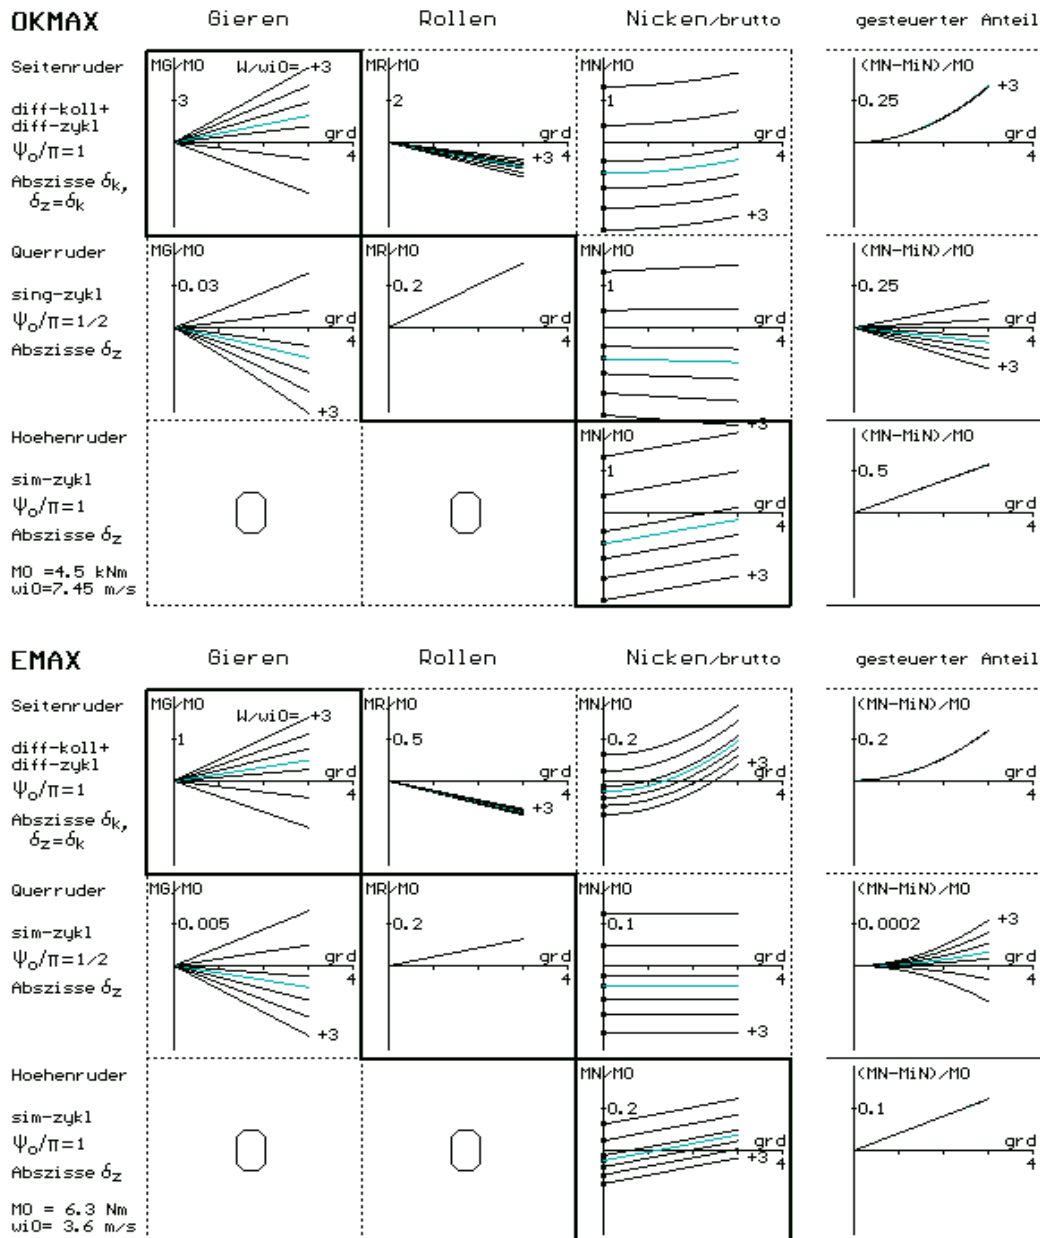 OKMAX Gieren Rollen Nicken/brutto gesteuerter Anteil
Seitenruder
diff-koll+
diff-zykl
Ψo/π=1
Abszisse δk,
δz=δk
MG/MO W/wi0= +3
3
grd
4
MR/MO
2
grd
+3 4
MN/MO
1
grd
4
+3
(MN-MiN)/MO
0.25 +3
grd
4
Querruder
sing-zykl
Ψo/π=1/2
Abszisse δz
MG/MO
0.03
grd
4
+3
MR/MO
0.2
grd
4
MN/MO
1
grd
4
+3
(MN-MiN)/MO
0.25
grd
4
+3
Hoehenruder
sim-zykl
Ψo/π=1
Abszisse δz
MO =4.5 kNm
wi0=7.45 m/s
0
0
MN/MO
1
grd
4
+3
(MN-MiN)/MO
0.5
grd
4
EMAX Gieren Rollen Nicken/brutto gesteuerter Anteil
Seitenruder
diff-koll+
diff-zykl
Ψo/π=1
Abszisse δk,
δz=δk
MG/MO W/wi0= +3
1
grd
4
MR/MO
0.5
grd
+3 4
MN/MO
0.2
+3
grd
4
(MN-MiN)/MO
0.2
grd
4
Querruder
sim-zykl
Ψo/π=1/2
Abszisse δz
MG/MO
0.005
grd
4
+3
MR/MO
0.2
grd
4
MN/MO
0.1
grd
4
+3
(MN-MiN)/MO
0.0002 +3
grd
4
Hoehenruder
sim-zykl
Ψo/π=1
Abszisse δz
MO = 6.3 Nm
wi0= 3.6 m/s
0
0
MN/MO
0.2
grd
+3 4
(MN-MiN)/MO
0.1
grd
4